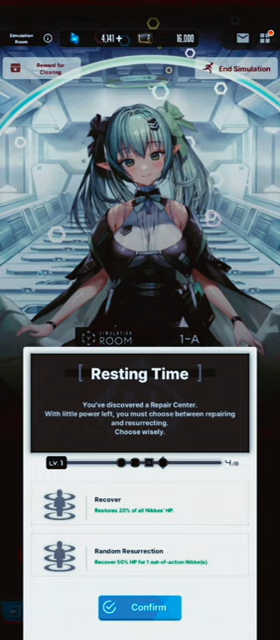 Simulation
Room
4,141 +
16,000
Reward for
Clearing
End Simulation
SIMULATION
ROOM
1-A
[ Resting Time ]
You've discovered a Repair Center.
With little power left, you must choose between repairing
and resurrecting.
Choose wisely.
LV. 1
4/8
Recover
Restores 20% of all Nikkes' HP.
Random Resurrection
Recover 50% HP for 1 out-of-action Nikke(s).
Confirm